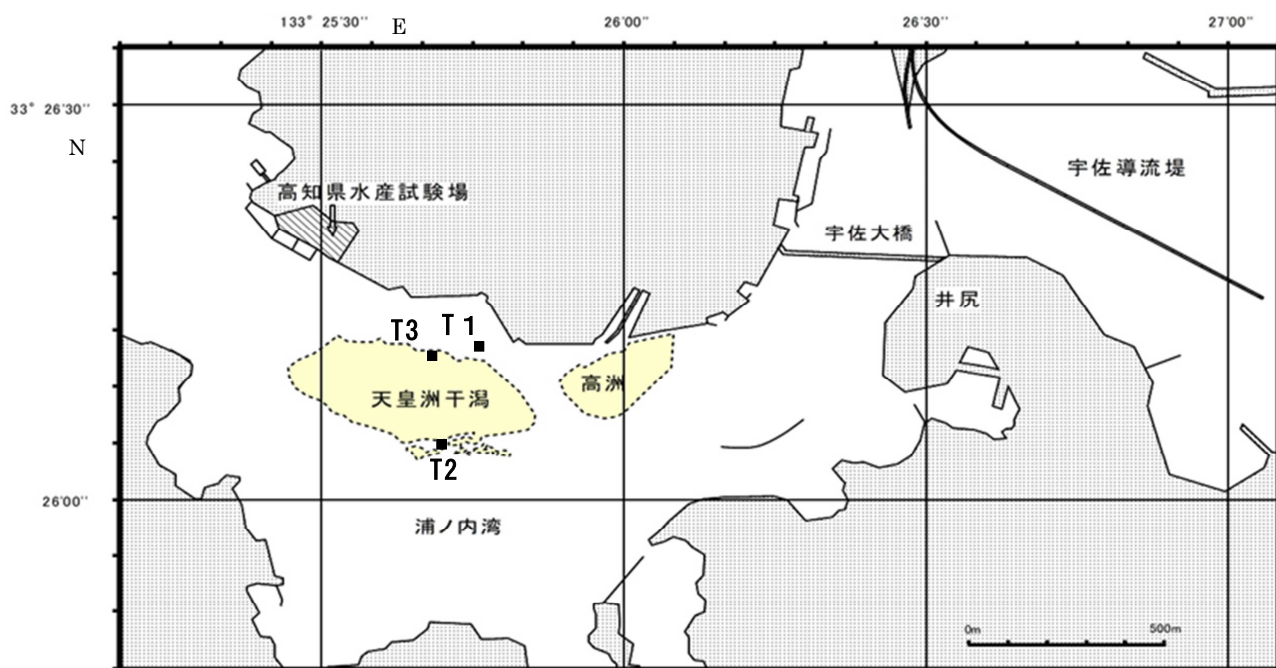 133° 25'30''
E
26'00''
26'30''
27'00''
33° 26'30''
N
宇佐導流堤
高知県水産試験場
宇佐大橋
井尻
T3
T 1
高洲
天皇洲干潟
T2
26'00''
浦ノ内湾
0m
500m